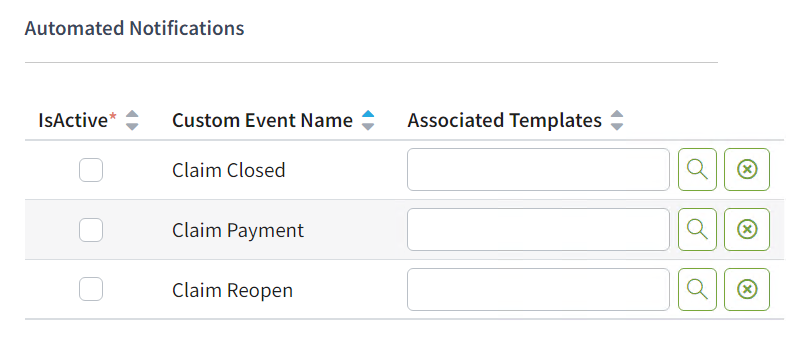 Automated Notifications
IsActive* Custom Event Name Associated Templates
Claim Closed
Claim Payment
Claim Reopen